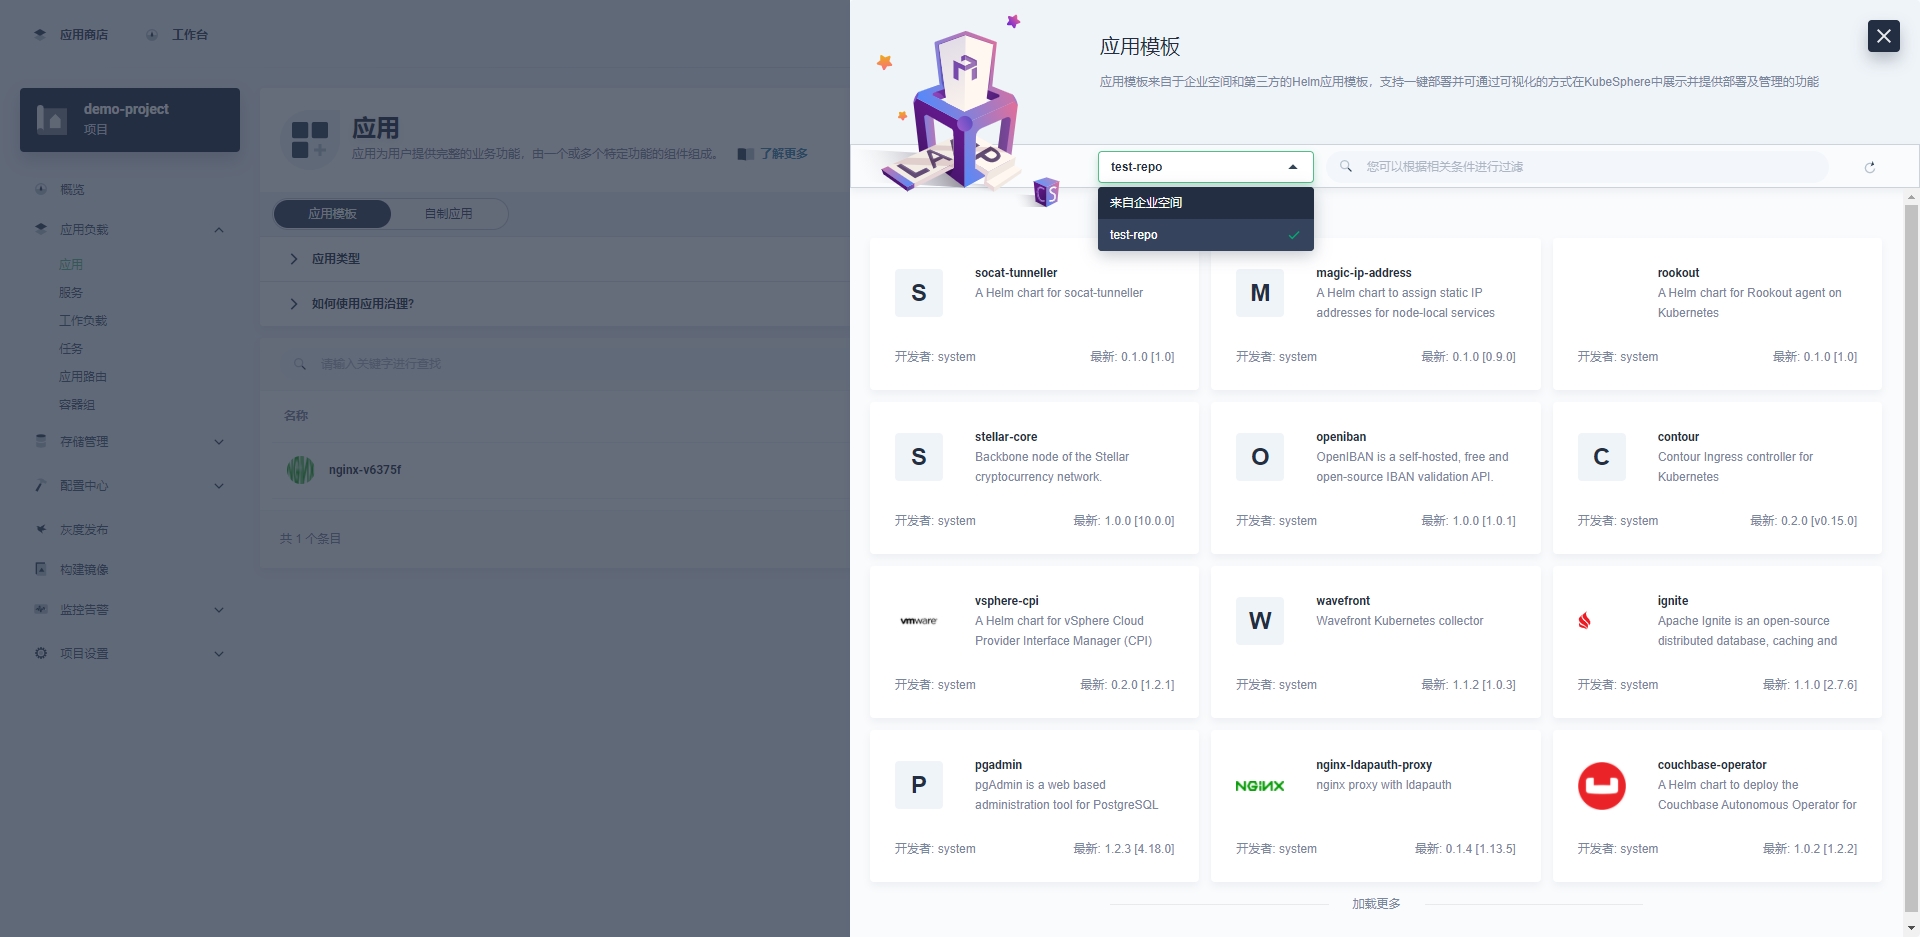 应用商店
工作台
demo-project
项目
概览
应用负载
应用
服务
工作负载
任务
应用路由
容器组
存储管理
配置中心
灰度发布
构建镜像
监控告警
项目设置
应用
应用为用户提供完整的业务功能，由一个或多个特定功能的组件组成。 了解更多
应用模板 自制应用
应用类型
如何使用应用治理?
请输入关键字进行查找
名称
nginx-v6375f
共 1 个条目
应用模板
应用模板来自于企业空间和第三方的Helm应用模板，支持一键部署并可通过可视化的方式在KubeSphere中展示并提供部署及管理的功能
test-repo
您可以根据相关条件进行过滤
来自企业空间
test-repo
S
socat-tunneller
A Helm chart for socat-tunneller
开发者: system 最新: 0.1.0 [1.0]
M
magic-ip-address
A Helm chart to assign static IP
addresses for node-local services
开发者: system 最新: 0.1.0 [0.9.0]
rookout
A Helm chart for Rookout agent on
Kubernetes
开发者: system 最新: 0.1.0 [1.0]
S
stellar-core
Backbone node of the Stellar
cryptocurrency network.
开发者: system 最新: 1.0.0 [10.0.0]
O
openiban
OpenIBAN is a self-hosted, free and
open-source IBAN validation API.
开发者: system 最新: 1.0.0 [1.0.1]
C
contour
Contour Ingress controller for
Kubernetes
开发者: system 最新: 0.2.0 [v0.15.0]
vmware
vsphere-cpi
A Helm chart for vSphere Cloud
Provider Interface Manager (CPI)
开发者: system 最新: 0.2.0 [1.2.1]
W
wavefront
Wavefront Kubernetes collector
开发者: system 最新: 1.1.2 [1.0.3]
ignite
Apache Ignite is an open-source
distributed database, caching and
开发者: system 最新: 1.1.0 [2.7.6]
P
pgadmin
pgAdmin is a web based
administration tool for PostgreSQL
开发者: system 最新: 1.2.3 [4.18.0]
NGINX
nginx-ldapauth-proxy
nginx proxy with ldapauth
开发者: system 最新: 0.1.4 [1.13.5]
couchbase-operator
A Helm chart to deploy the
Couchbase Autonomous Operator for
开发者: system 最新: 1.0.2 [1.2.2]
加载更多